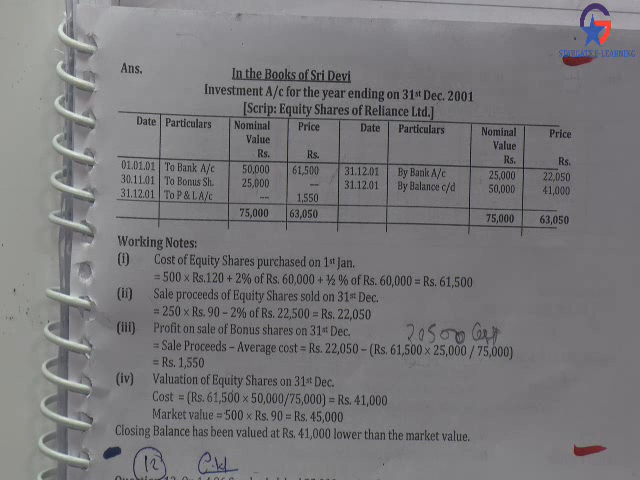 STARGATE E-LEARNING
Ans.
In the Books of Sri Devi
Investment A/c for the year ending on 31st Dec. 2001
[Scrip: Equity Shares of Reliance Ltd.]
Date Particulars Nominal Value Rs. Price Rs. Date Particulars Nominal Value Rs. Price Rs.
01.01.01 To Bank A/c 50,000 61,500 31.12.01 By Bank A/c 25,000 22,050
30.11.01 To Bonus Sh. 25,000 — 31.12.01 By Balance c/d 50,000 41,000
31.12.01 To P & L A/c — 1,550
75,000 63,050 75,000 63,050
Working Notes:
(i) Cost of Equity Shares purchased on 1st Jan.
= 500 × Rs.120 + 2% of Rs. 60,000 + ½ % of Rs. 60,000 = Rs. 61,500
(ii) Sale proceeds of Equity Shares sold on 31st Dec.
= 250 × Rs. 90 – 2% of Rs. 22,500 = Rs. 22,050
(iii) Profit on sale of Bonus shares on 31st Dec.
20500
= Sale Proceeds – Average cost = Rs. 22,050 – (Rs. 61,500 × 25,000 / 75,000)
= Rs. 1,550
(iv) Valuation of Equity Shares on 31st Dec.
Cost = (Rs. 61,500 × 50,000/75,000) = Rs. 41,000
Market value = 500 × Rs. 90 = Rs. 45,000
Closing Balance has been valued at Rs. 41,000 lower than the market value.
12